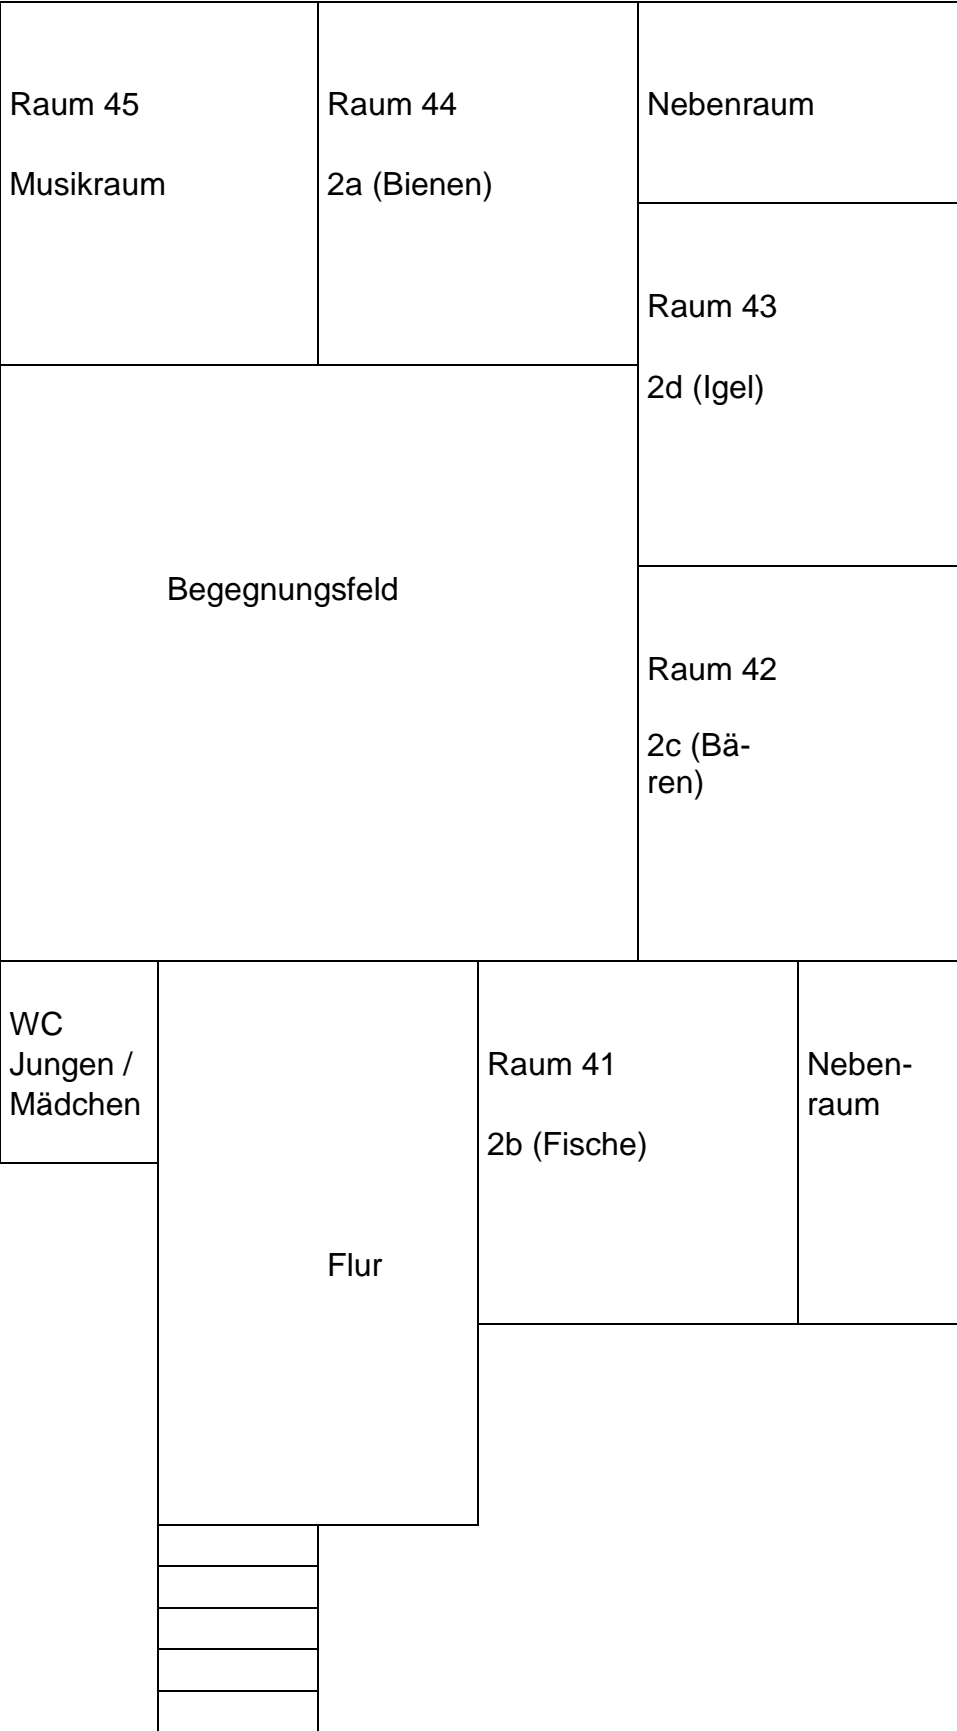 Raum 45
Musikraum
Raum 44
2a (Bienen)
Nebenraum
Raum 43
2d (Igel)
Begegnungsfeld
Raum 42
2c (Bä-
ren)
WC
Jungen /
Mädchen
Flur
Raum 41
2b (Fische)
Neben-
raum